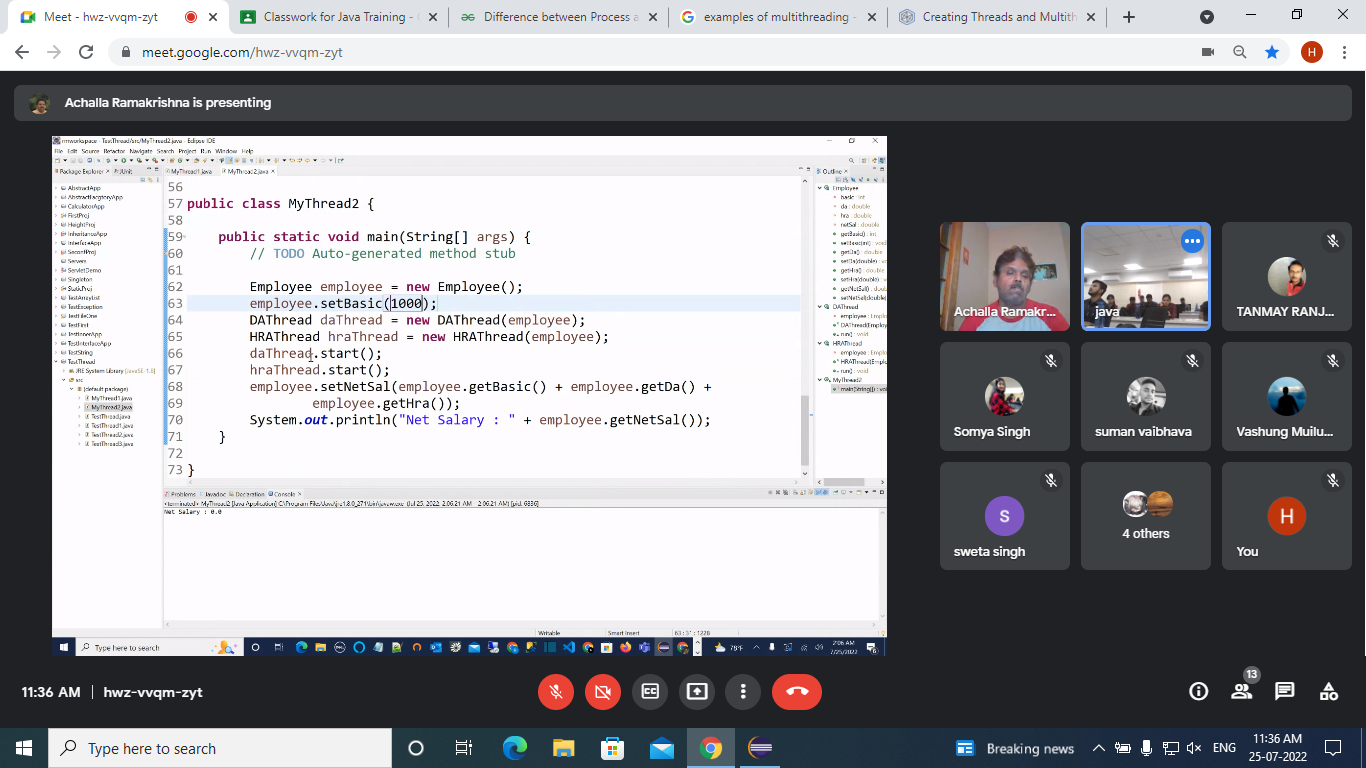 Meet - hwz-vvqm-zyt
Classwork for Java Training -
Difference between Process a
examples of multithreading -
Creating Threads and Multith
meet.google.com/hwz-vvqm-zyt
H
Achalla Ramakrishna is presenting
rmworkspace - TestThread/src/MyThread2.java - Eclipse IDE
File Edit Source Refactor Navigate Search Project Run Window Help
Package Explorer
JUnit
MyThread1.java
MyThread2.java
Outline
AbstractApp
AbstractFacgtoryApp
CalculatorApp
FirstProj
HeightProj
InheritanceApp
InterfaceApp
SecontProj
Servers
ServletDemo
Singleton
StaticProj
TestArrayList
TestException
TestFileOne
TestFirst
TestInnerApp
TestInterfaceApp
TestString
TestThread
JRE System Library [JavaSE-1.8]
src
(default package)
MyThread1.java
MyThread2.java
TestThread.java
TestThread1.java
TestThread2.java
TestThread3.java
56
57 public class MyThread2 {
58
59 public static void main(String[] args) {
60 // TODO Auto-generated method stub
61
62 Employee employee = new Employee();
63 employee.setBasic(1000);
64 DAThread daThread = new DAThread(employee);
65 HRAThread hraThread = new HRAThread(employee);
66 daThread.start();
67 hraThread.start();
68 employee.setNetSal(employee.getBasic() + employee.getDa() +
69 employee.getHra());
70 System.out.println("Net Salary : " + employee.getNetSal());
71 }
72
73 }
Employee
basic : int
da : double
hra : double
netSal : double
getBasic() : int
setBasic(int) : void
getDa() : double
setDa(double) : voi
getHra() : double
setHra(double) : vo
getNetSal() : doubl
setNetSal(double)
DAThread
employee : Emplo
DAThread(Employ
run() : void
HRAThread
employee : Emplo
HRAThread(Emplo
run() : void
MyThread2
main(String[]) : voi
Problems
Javadoc
Declaration
Console
<terminated> MyThread2 [Java Application] C:\Program Files\Java\jre1.8.0_271\bin\javaw.exe (Jul 25, 2022, 2:06:21 AM – 2:06:21 AM) [pid: 6836]
Net Salary : 0.0
Writable
Smart Insert
63 : 31 : 1228
Type here to search
78°F
2:06 AM
7/25/2022
Achalla Ramakr...
java
TANMAY RANJ...
Somya Singh
suman vaibhava
Vashung Muilu...
S
sweta singh
4 others
H
You
11:36 AM | hwz-vvqm-zyt
13
Type here to search
Breaking news
ENG
11:36 AM
25-07-2022